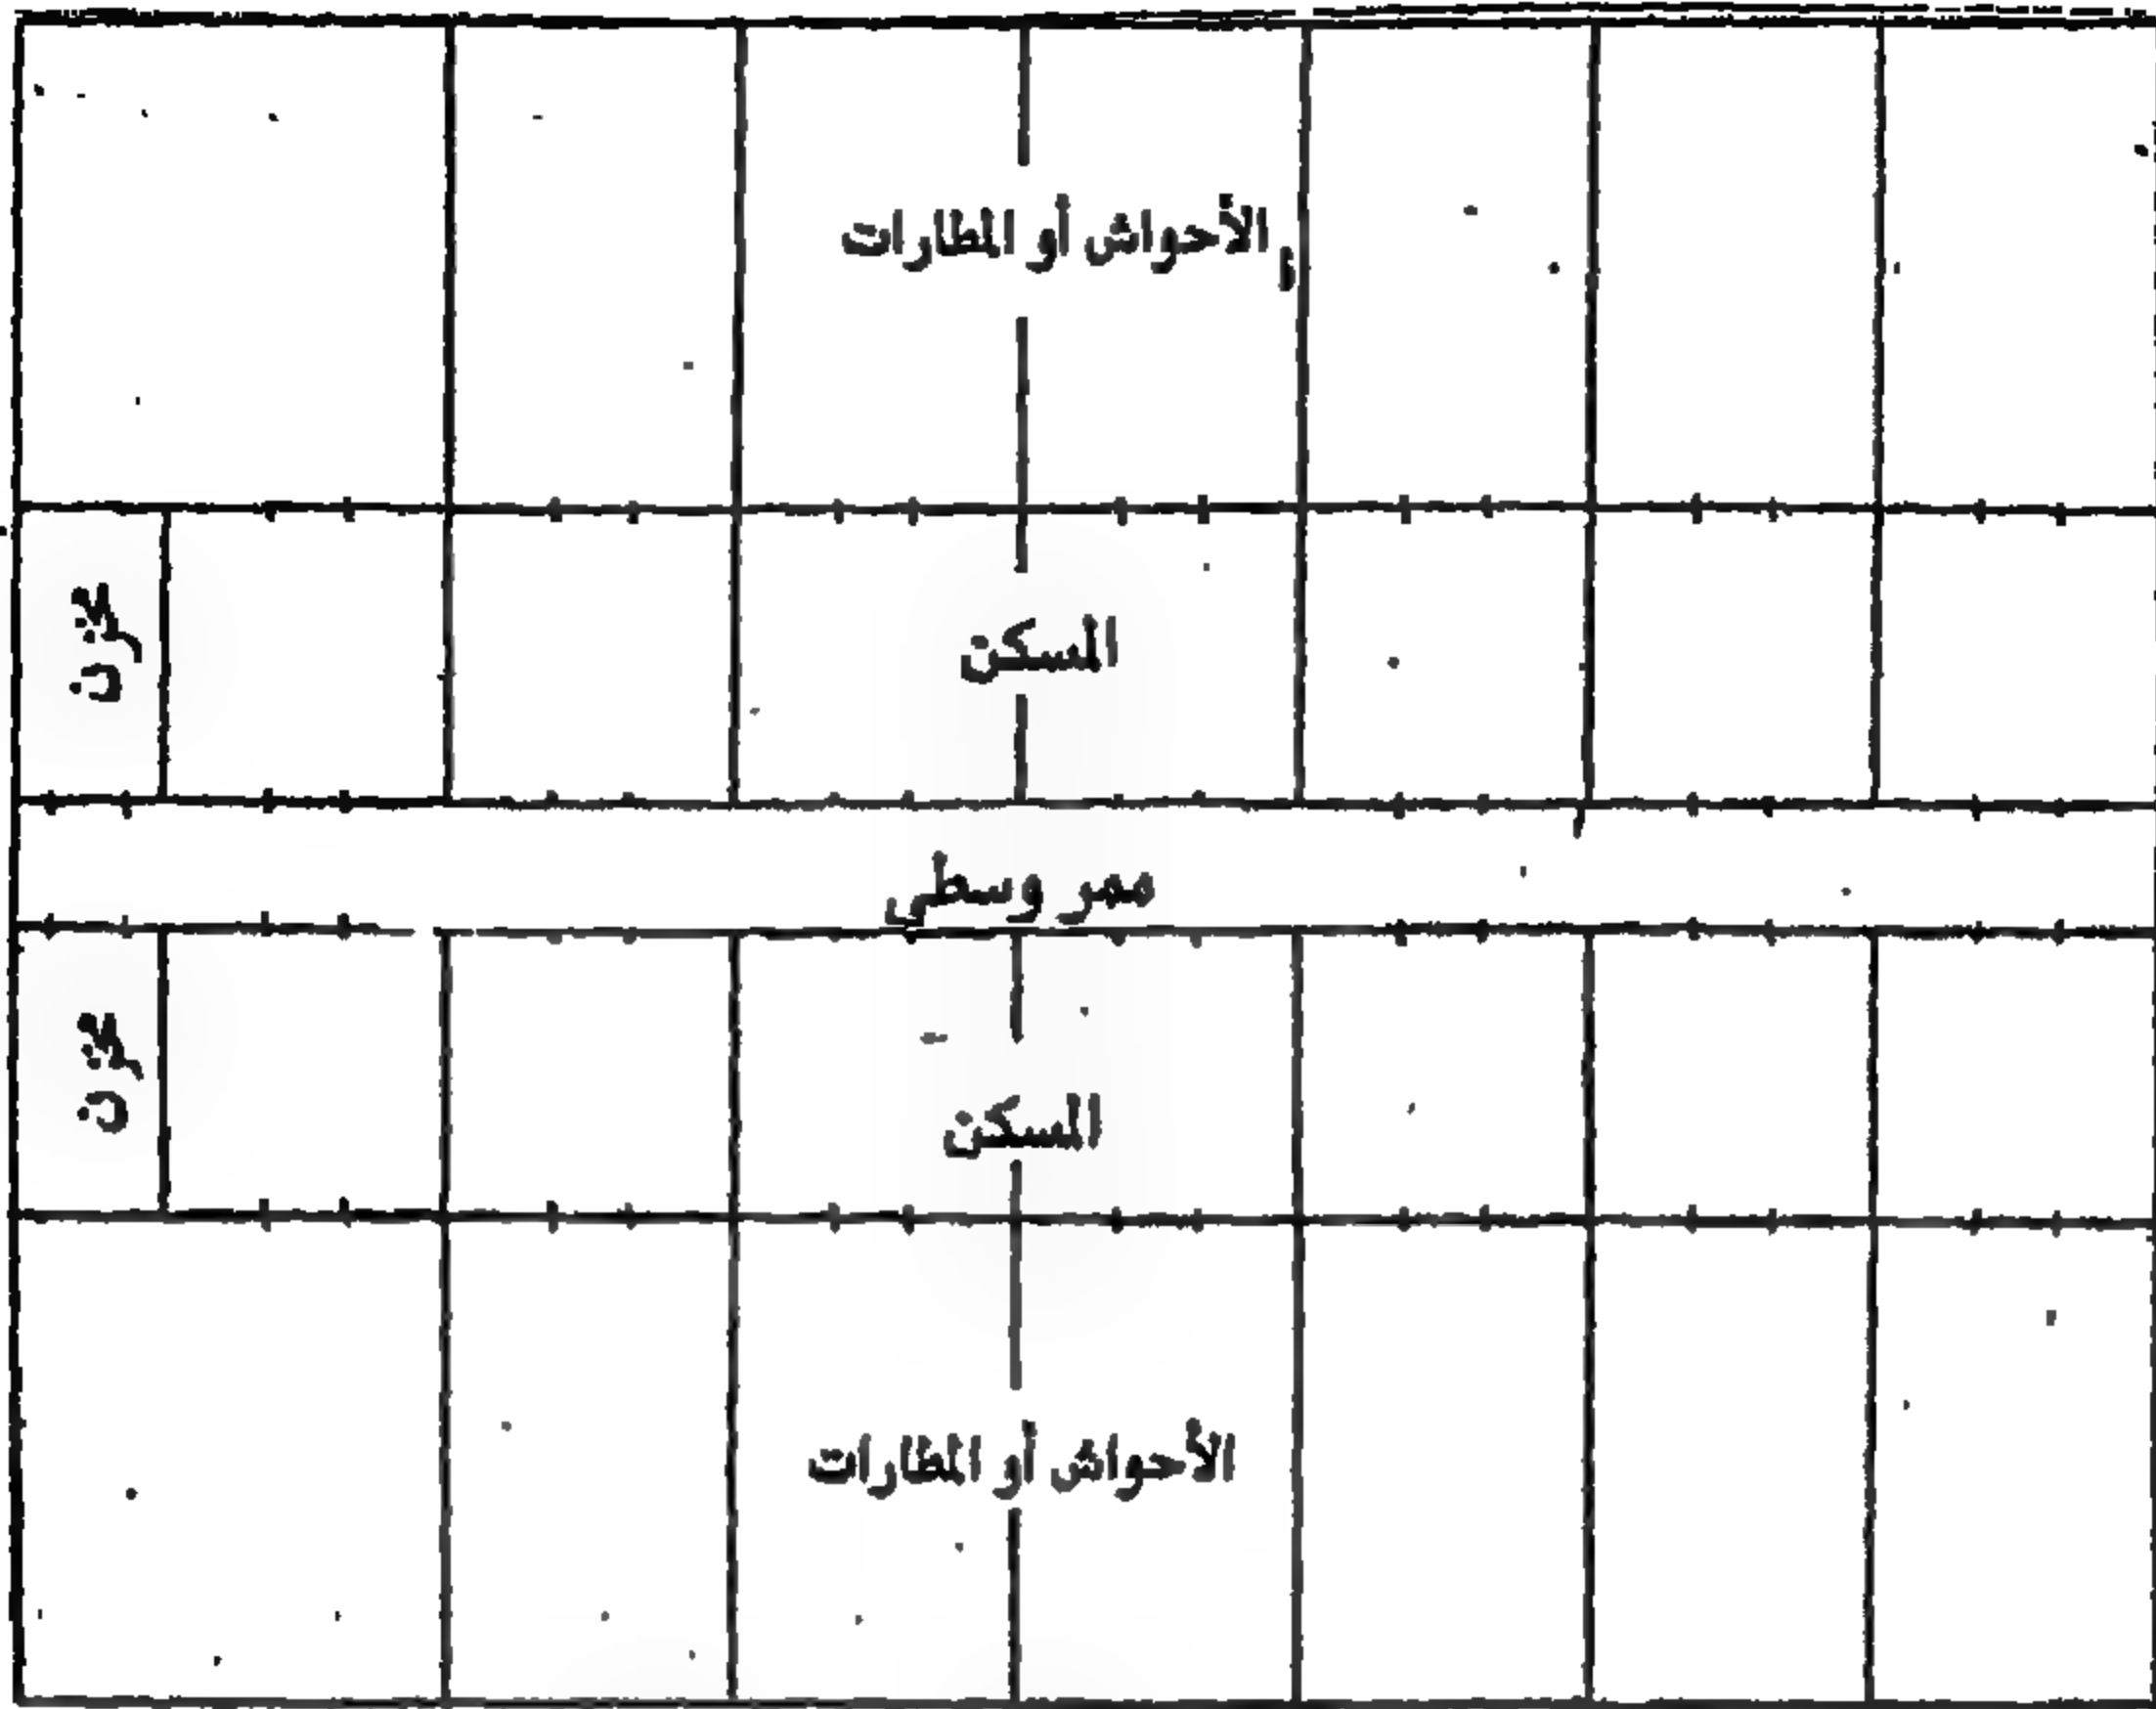 الأحواش أو المطارات
مخزن
المسكن
ممر وسطي
مخزن
المسكن
الأحواش أو المطارات